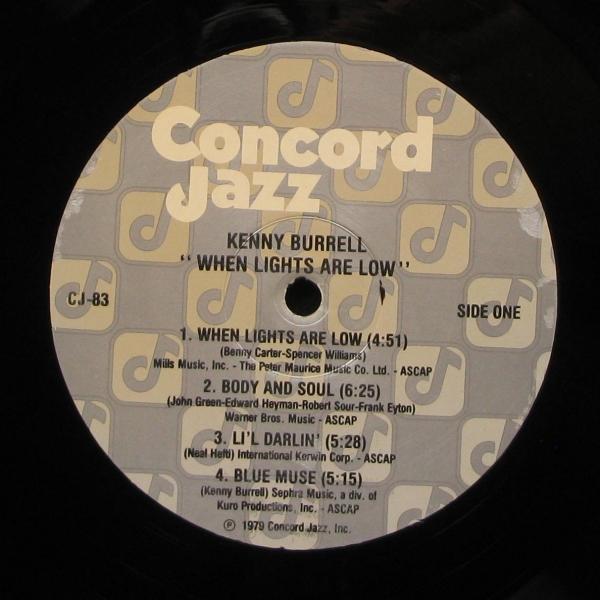 Concord
Jazz
KENNY BURRELL
"WHEN LIGHTS ARE LOW"
CJ-83
SIDE ONE
1. WHEN LIGHTS ARE LOW (4:51)
(Benny Carter-Spencer Williams)
Mills Music, Inc. - The Peter Maurice Music Co. Ltd. - ASCAP
2. BODY AND SOUL (6:25)
(John Green-Edward Heyman-Robert Sour-Frank Eyton)
Warner Bros. Music - ASCAP
3. LI'L DARLIN' (5:28)
(Neal Hefti) International Kerwin Corp. - ASCAP
4. BLUE MUSE (5:15)
(Kenny Burrell) Sephra Music, a div. of
Kuro Productions, Inc. - ASCAP
℗ 1979 Concord Jazz, Inc.